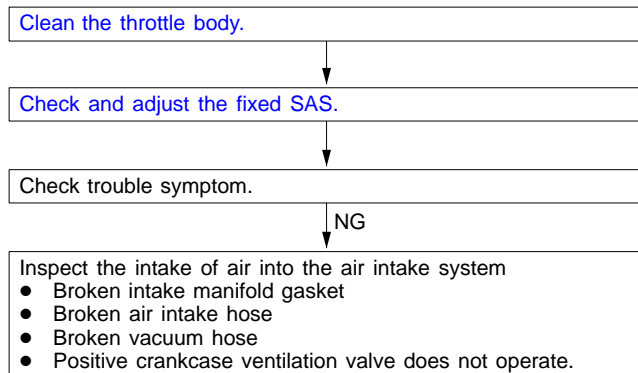 Clean the throttle body.
Check and adjust the fixed SAS.
Check trouble symptom.
NG
Inspect the intake of air into the air intake system
● Broken intake manifold gasket
● Broken air intake hose
● Broken vacuum hose
● Positive crankcase ventilation valve does not operate.